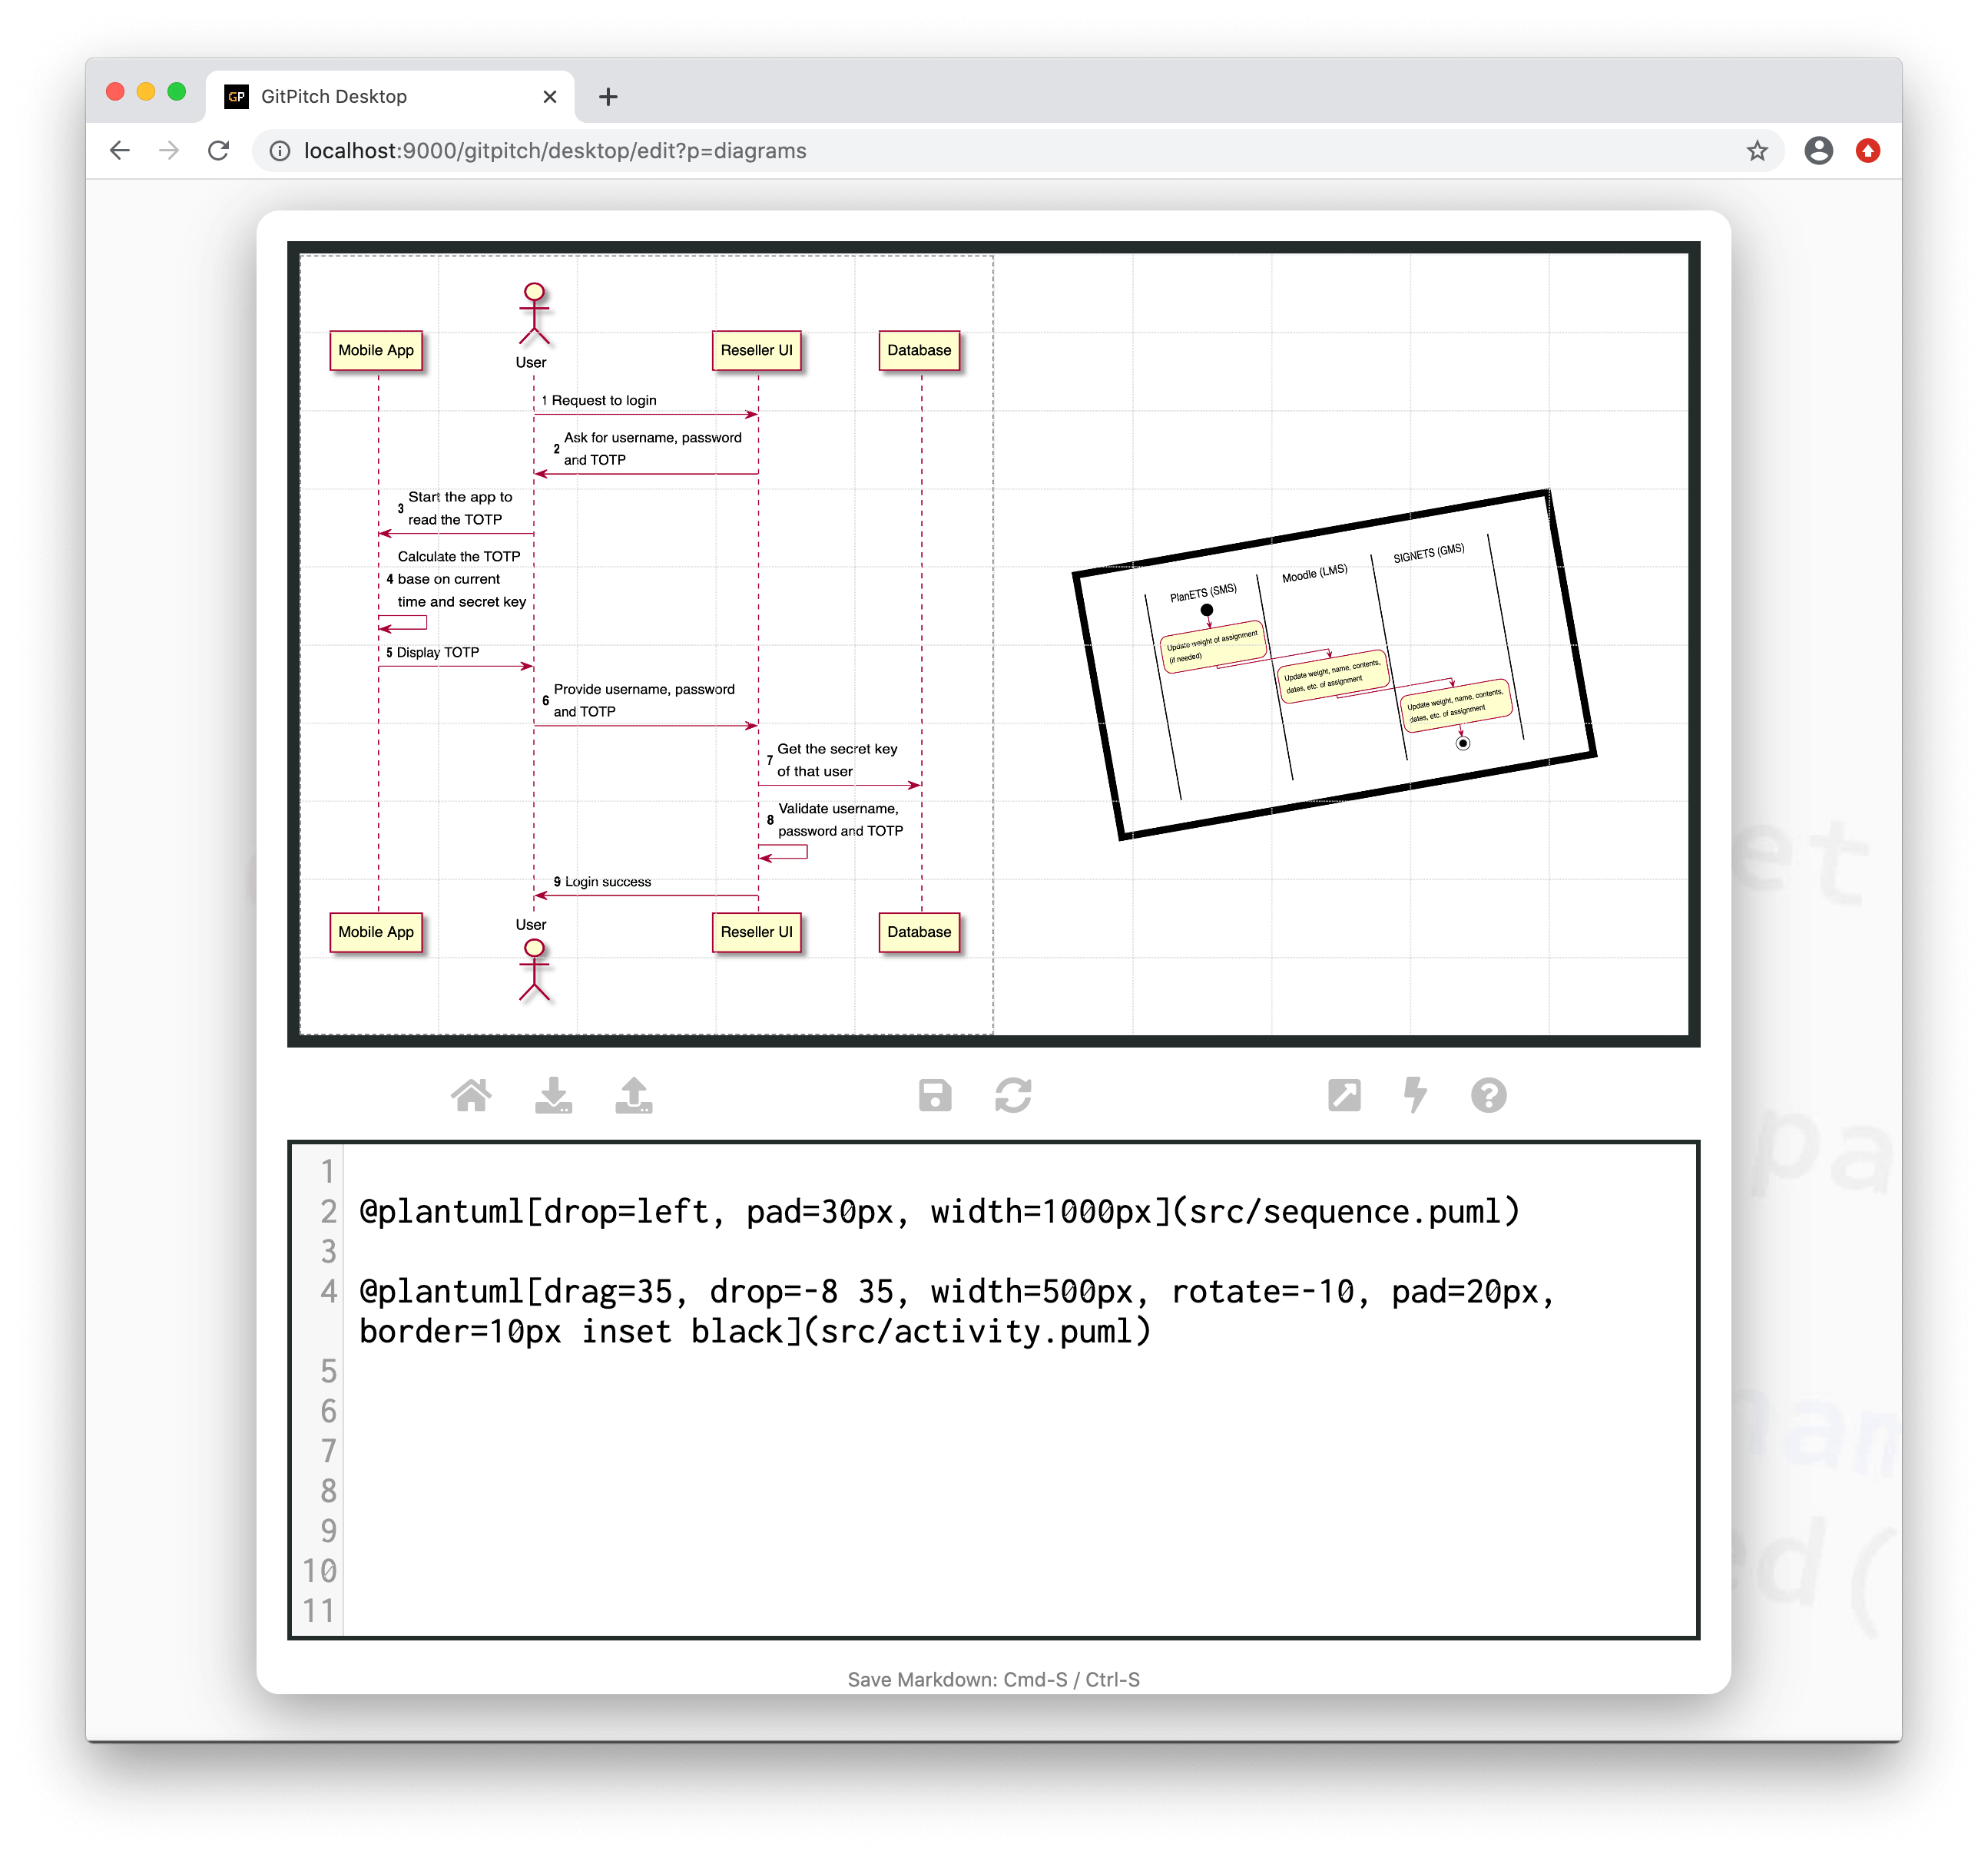 GP GitPitch Desktop
localhost:9000/gitpitch/desktop/edit?p=diagrams
Mobile App
User
Reseller UI
Database
1 Request to login
2 Ask for username, password
and TOTP
3 Start the app to
read the TOTP
Calculate the TOTP
4 base on current
time and secret key
5 Display TOTP
6 Provide username, password
and TOTP
7 Get the secret key
of that user
8 Validate username,
password and TOTP
9 Login success
Mobile App
User
Reseller UI
Database
PlanETS (SMS)
Moodle (LMS)
SIGNETS (GMS)
Update weight of assignment
(if needed)
Update weight, name, contents,
dates, etc. of assignment
Update weight, name, contents,
dates, etc. of assignment
et
pa
nam
ed(
1
2 @plantuml[drop=left, pad=30px, width=1000px](src/sequence.puml)
3
4 @plantuml[drag=35, drop=-8 35, width=500px, rotate=-10, pad=20px,
border=10px inset black](src/activity.puml)
5
6
7
8
9
10
11
Save Markdown: Cmd-S / Ctrl-S